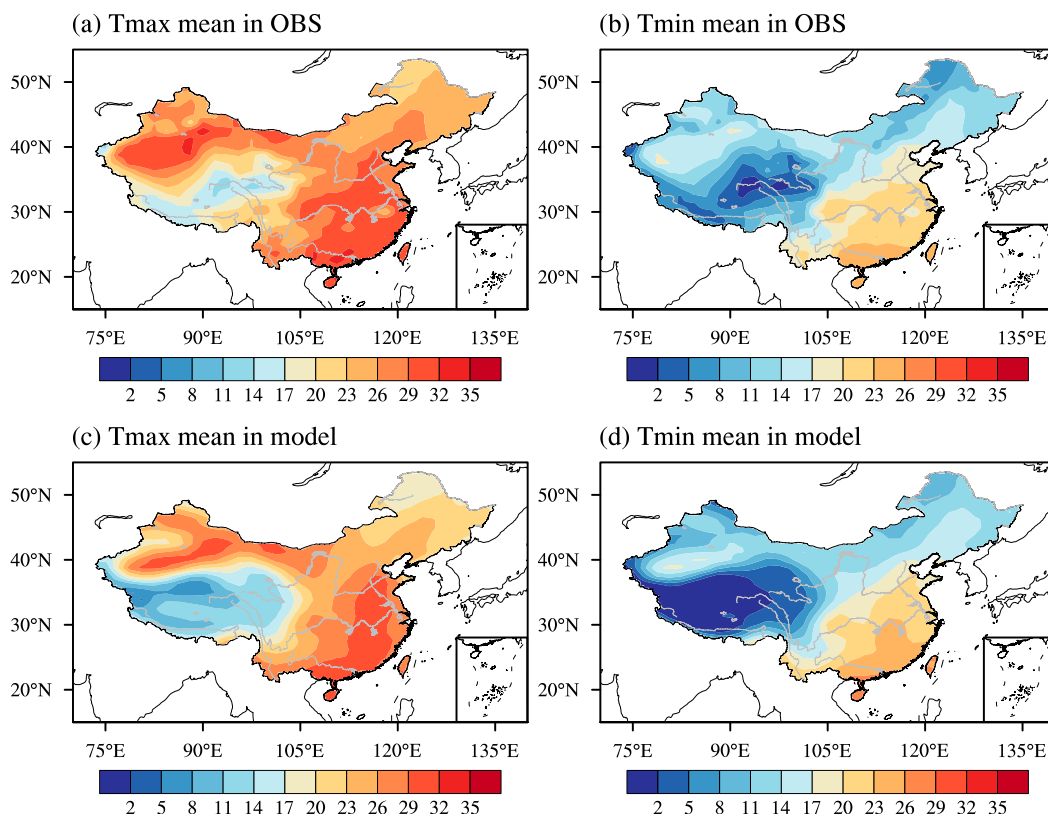 (a) Tmax mean in OBS
(b) Tmin mean in OBS
50°N
40°N
30°N
20°N
75°E 90°E 105°E 120°E 135°E
2 5 8 11 14 17 20 23 26 29 32 35
50°N
40°N
30°N
20°N
75°E 90°E 105°E 120°E 135°E
2 5 8 11 14 17 20 23 26 29 32 35
(c) Tmax mean in model
(d) Tmin mean in model
50°N
40°N
30°N
20°N
75°E 90°E 105°E 120°E 135°E
2 5 8 11 14 17 20 23 26 29 32 35
50°N
40°N
30°N
20°N
75°E 90°E 105°E 120°E 135°E
2 5 8 11 14 17 20 23 26 29 32 35